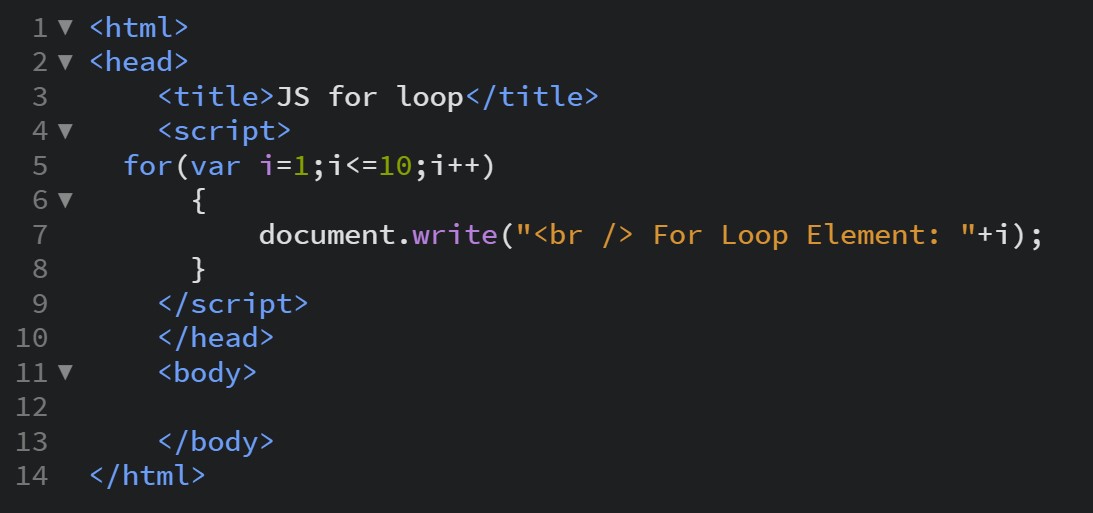 1 ▼ <html>
2 ▼ <head>
3 <title>JS for loop</title>
4 ▼ <script>
5 for(var i=1;i<=10;i++)
6 ▼ {
7 document.write("<br /> For Loop Element: "+i);
8 }
9 </script>
10 </head>
11 ▼ <body>
12
13 </body>
14 </html>